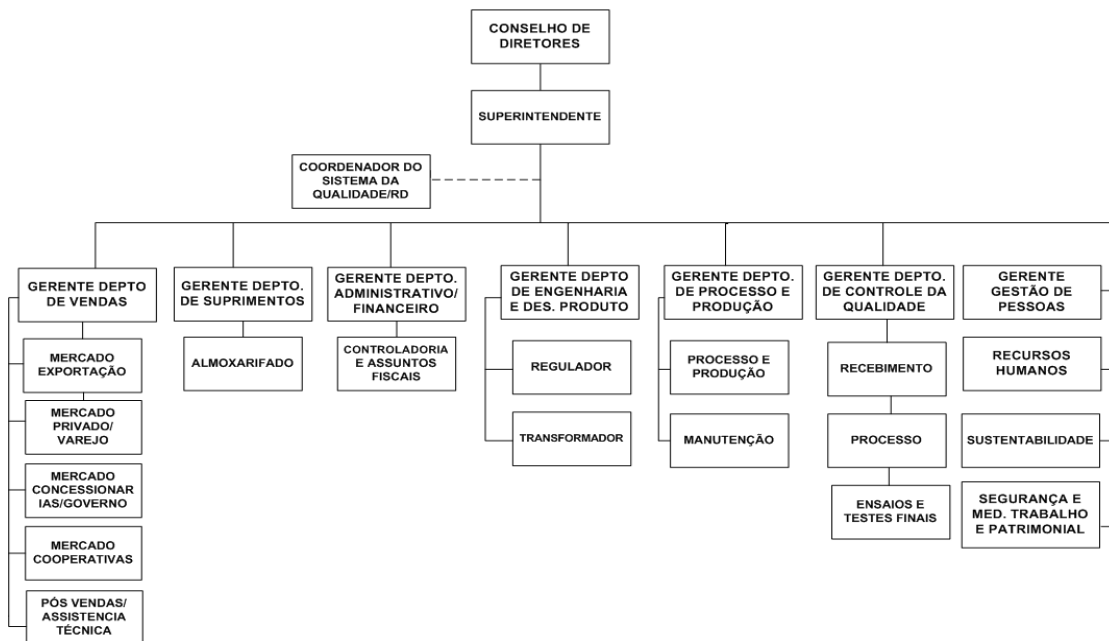 CONSELHO DE
DIRETORES
SUPERINTENDENTE
COORDENADOR DO
SISTEMA DA
QUALIDADE/RD
GERENTE DEPTO
DE VENDAS
MERCADO
EXPORTAÇÃO
MERCADO
PRIVADO/
VAREJO
MERCADO
CONCESSIONAR
IAS/GOVERNO
MERCADO
COOPERATIVAS
PÓS VENDAS/
ASSISTENCIA
TÉCNICA
GERENTE DEPTO.
DE SUPRIMENTOS
ALMOXARIFADO
GERENTE DEPTO.
ADMINISTRATIVO/
FINANCEIRO
CONTROLADORIA
E ASSUNTOS
FISCAIS
GERENTE DEPTO
DE ENGENHARIA
E DES. PRODUTO
REGULADOR
TRANSFORMADOR
GERENTE DEPTO.
DE PROCESSO E
PRODUÇÃO
PROCESSO E
PRODUÇÃO
MANUTENÇÃO
GERENTE DEPTO.
DE CONTROLE DA
QUALIDADE
RECEBIMENTO
PROCESSO
ENSAIOS E
TESTES FINAIS
GERENTE
GESTÃO DE
PESSOAS
RECURSOS
HUMANOS
SUSTENTABILIDADE
SEGURANÇA E
MED. TRABALHO
E PATRIMONIAL